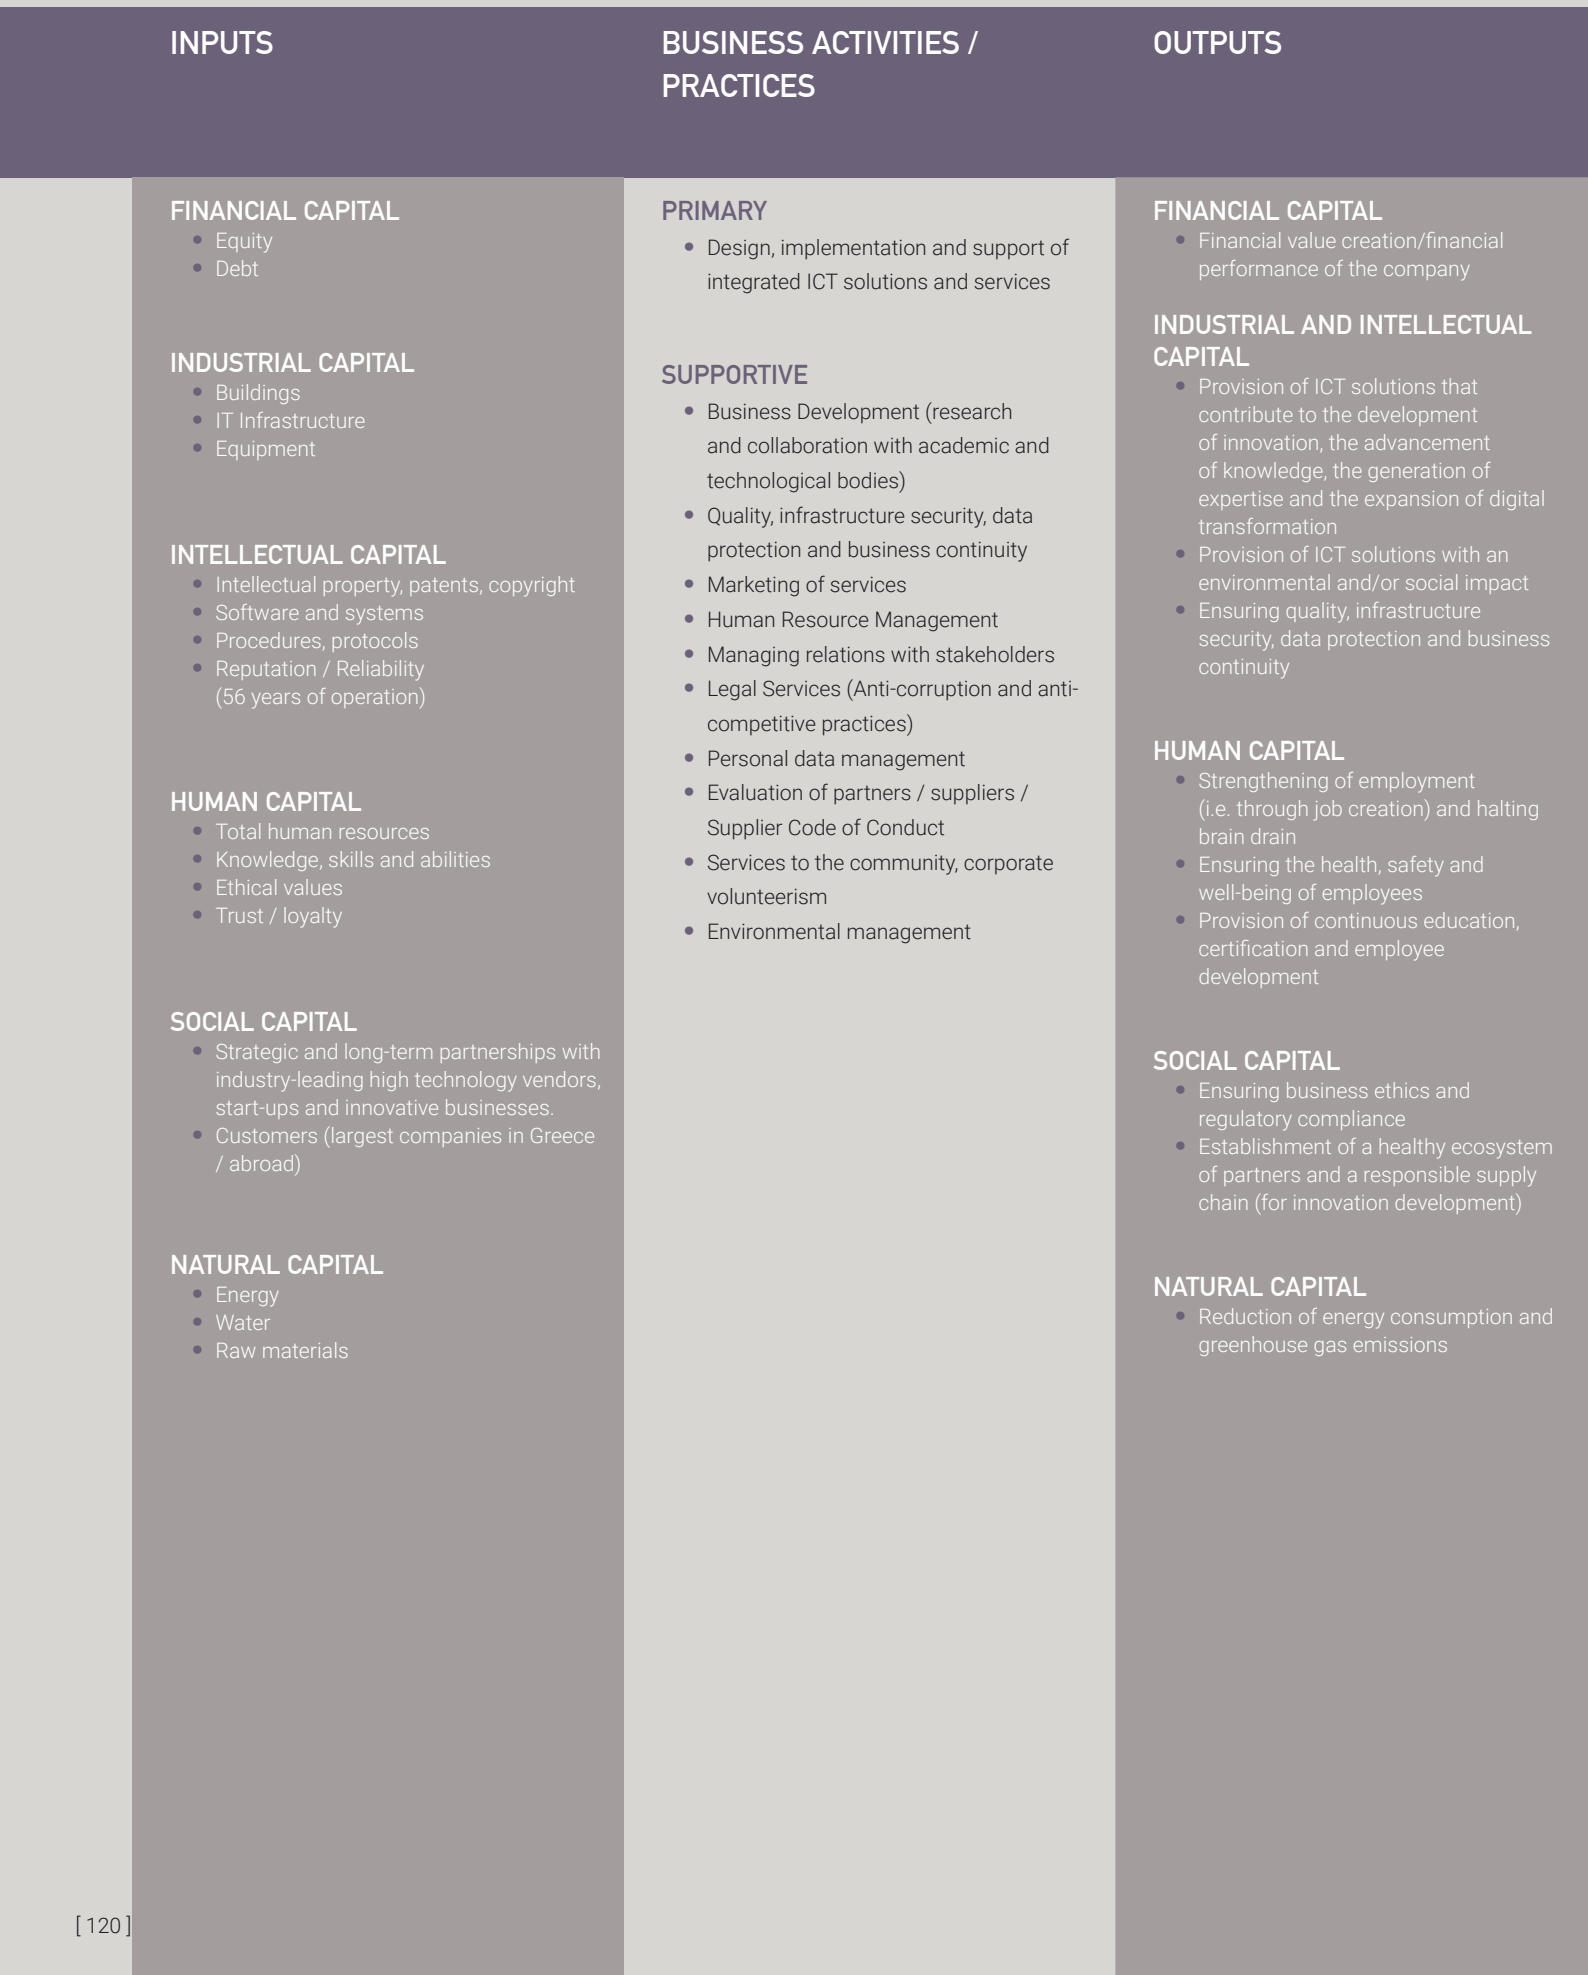 INPUTS
BUSINESS ACTIVITIES /
PRACTICES
OUTPUTS
FINANCIAL CAPITAL
• Equity
• Debt
INDUSTRIAL CAPITAL
• Buildings
• IT Infrastructure
• Equipment
INTELLECTUAL CAPITAL
• Intellectual property, patents, copyright
• Software and systems
• Procedures, protocols
• Reputation / Reliability
(56 years of operation)
HUMAN CAPITAL
• Total human resources
• Knowledge, skills and abilities
• Ethical values
• Trust / loyalty
SOCIAL CAPITAL
• Strategic and long-term partnerships with
industry-leading high technology vendors,
start-ups and innovative businesses.
• Customers (largest companies in Greece
/ abroad)
NATURAL CAPITAL
• Energy
• Water
• Raw materials
PRIMARY
• Design, implementation and support of
integrated ICT solutions and services
SUPPORTIVE
• Business Development (research
and collaboration with academic and
technological bodies)
• Quality, infrastructure security, data
protection and business continuity
• Marketing of services
• Human Resource Management
• Managing relations with stakeholders
• Legal Services (Anti-corruption and anti-
competitive practices)
• Personal data management
• Evaluation of partners / suppliers /
Supplier Code of Conduct
• Services to the community, corporate
volunteerism
• Environmental management
FINANCIAL CAPITAL
• Financial value creation/financial
performance of the company
INDUSTRIAL AND INTELLECTUAL
CAPITAL
• Provision of ICT solutions that
contribute to the development
of innovation, the advancement
of knowledge, the generation of
expertise and the expansion of digital
transformation
• Provision of ICT solutions with an
environmental and/or social impact
• Ensuring quality, infrastructure
security, data protection and business
continuity
HUMAN CAPITAL
• Strengthening of employment
(i.e. through job creation) and halting
brain drain
• Ensuring the health, safety and
well-being of employees
• Provision of continuous education,
certification and employee
development
SOCIAL CAPITAL
• Ensuring business ethics and
regulatory compliance
• Establishment of a healthy ecosystem
of partners and a responsible supply
chain (for innovation development)
NATURAL CAPITAL
• Reduction of energy consumption and
greenhouse gas emissions
[ 120 ]